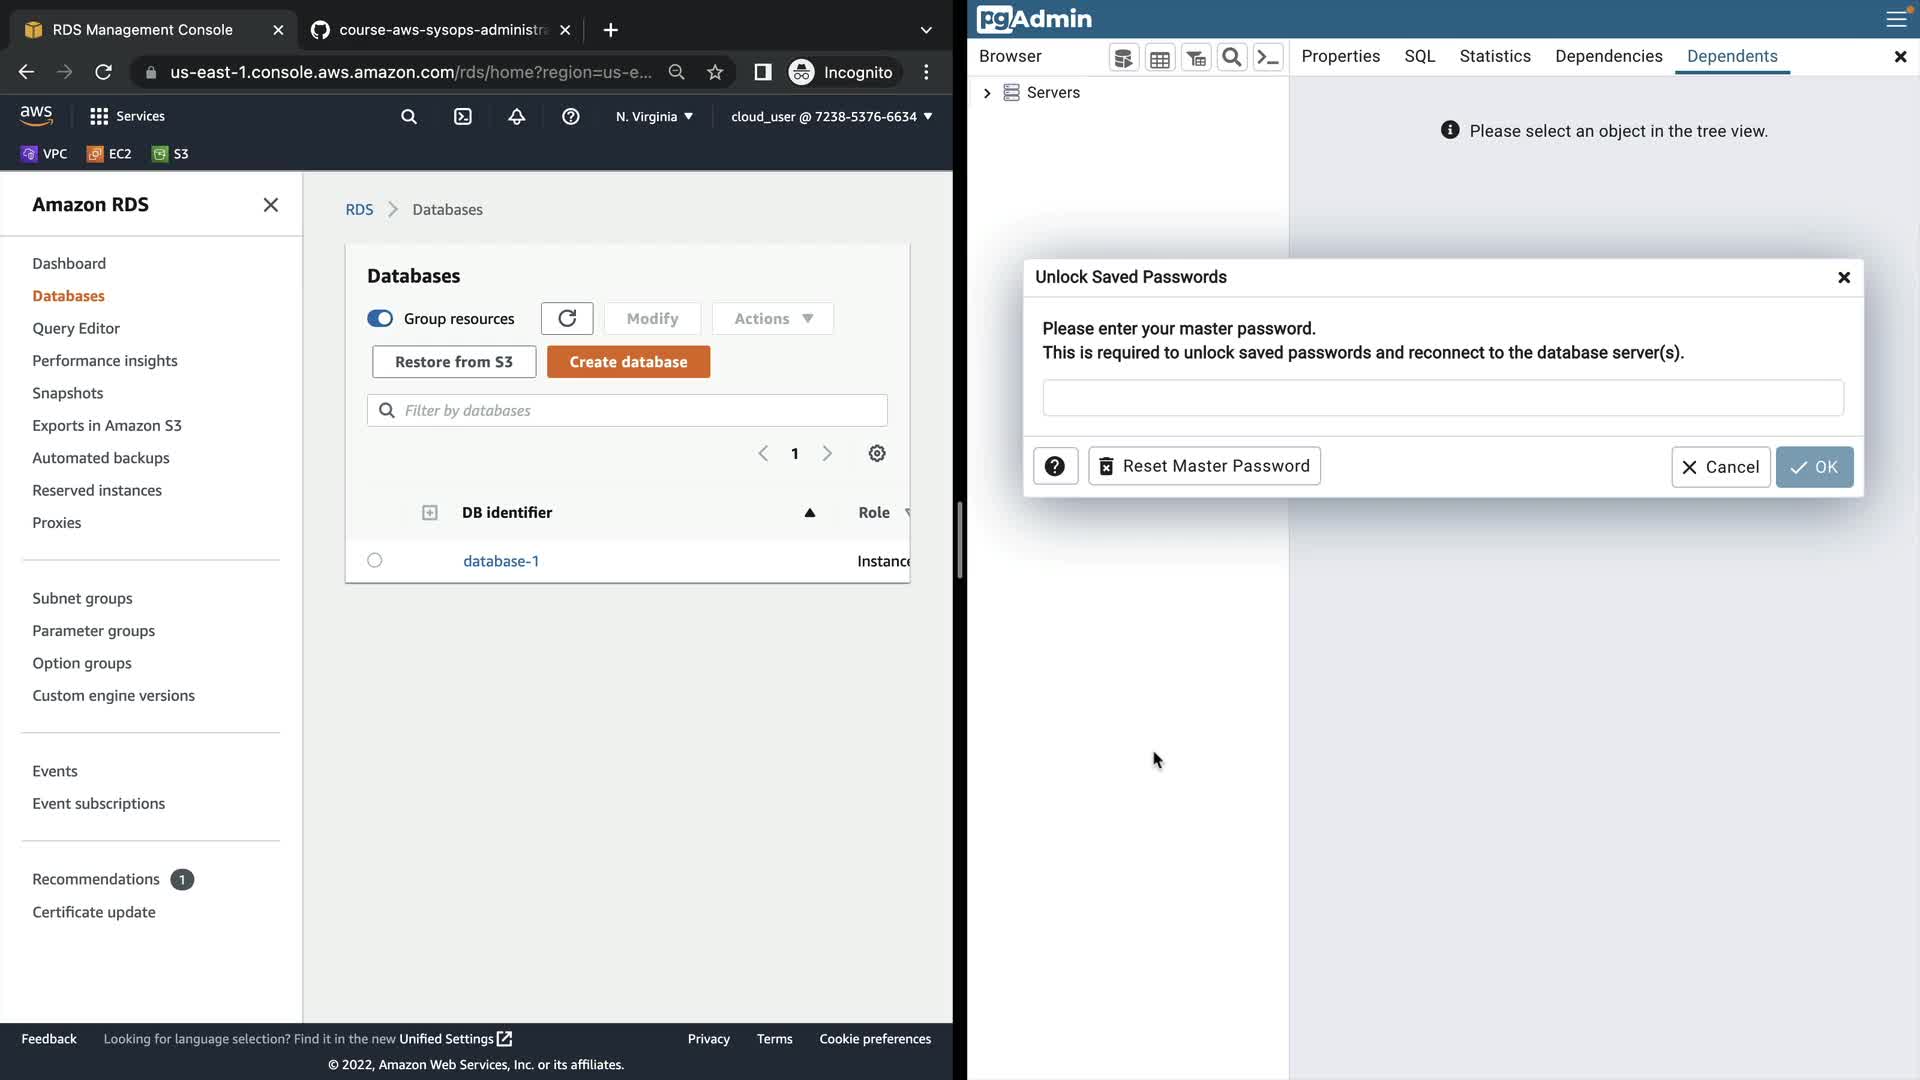 RDS Management Console
course-aws-sysops-administra
us-east-1.console.aws.amazon.com/rds/home?region=us-e...
Incognito
aws
Services
N. Virginia
cloud_user @ 7238-5376-6634
VPC
EC2
S3
Amazon RDS
Dashboard
Databases
Query Editor
Performance insights
Snapshots
Exports in Amazon S3
Automated backups
Reserved instances
Proxies
Subnet groups
Parameter groups
Option groups
Custom engine versions
Events
Event subscriptions
Recommendations 1
Certificate update
RDS > Databases
Databases
Group resources
Modify
Actions
Restore from S3
Create database
Filter by databases
1
DB identifier
Role
database-1
Instance
Feedback
Looking for language selection? Find it in the new Unified Settings
Privacy
Terms
Cookie preferences
© 2022, Amazon Web Services, Inc. or its affiliates.
pgAdmin
Browser
Properties
SQL
Statistics
Dependencies
Dependents
Servers
Please select an object in the tree view.
Unlock Saved Passwords
Please enter your master password.
This is required to unlock saved passwords and reconnect to the database server(s).
Reset Master Password
Cancel
OK